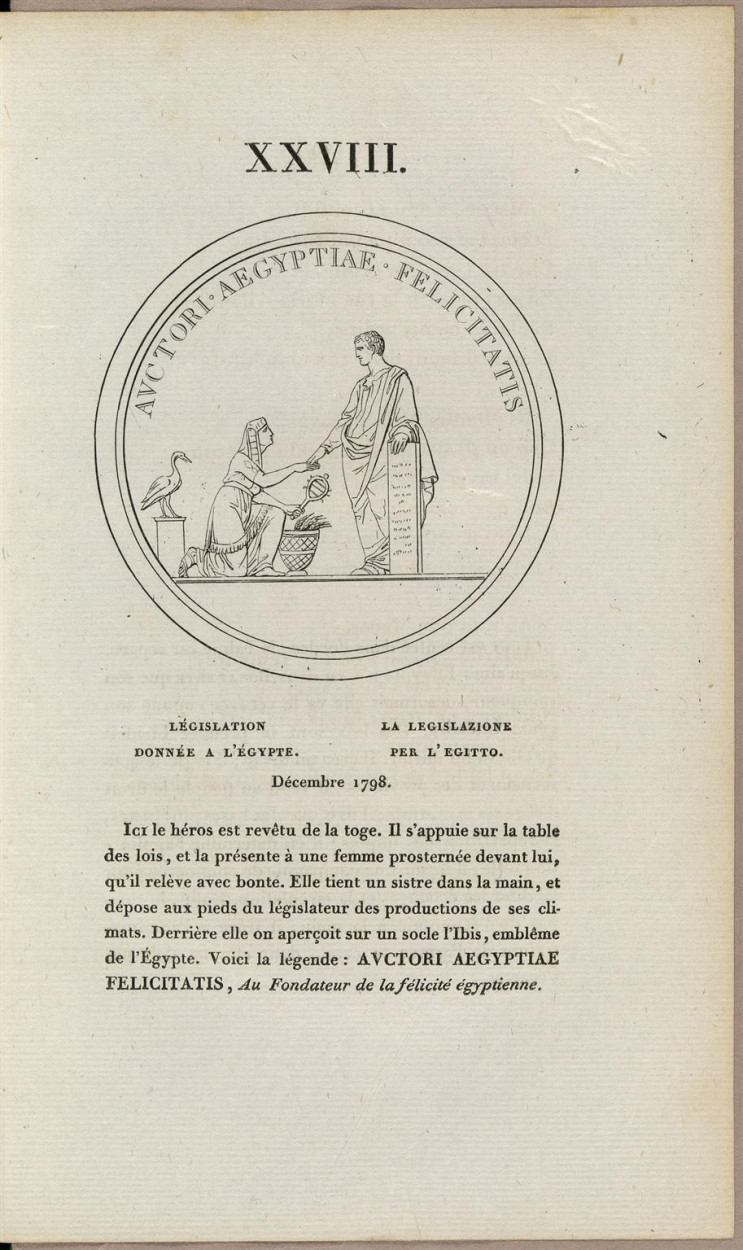 XXVIII.
AVCTORI · AEGYPTIAE · FELICITATIS
LÉGISLATION
DONNÉE A L'ÉGYPTE.
LA LEGISLAZIONE
PER L'EGITTO.
Décembre 1798.
Ici le héros est revêtu de la toge. Il s'appuie sur la table
des lois, et la présente à une femme prosternée devant lui,
qu'il relève avec bonte. Elle tient un sistre dans la main, et
dépose aux pieds du législateur des productions de ses cli-
mats. Derrière elle on aperçoit sur un socle l'Ibis, emblême
de l'Égypte. Voici la légende : AVCTORI AEGYPTIAE
FELICITATIS, Au Fondateur de la félicité égyptienne.